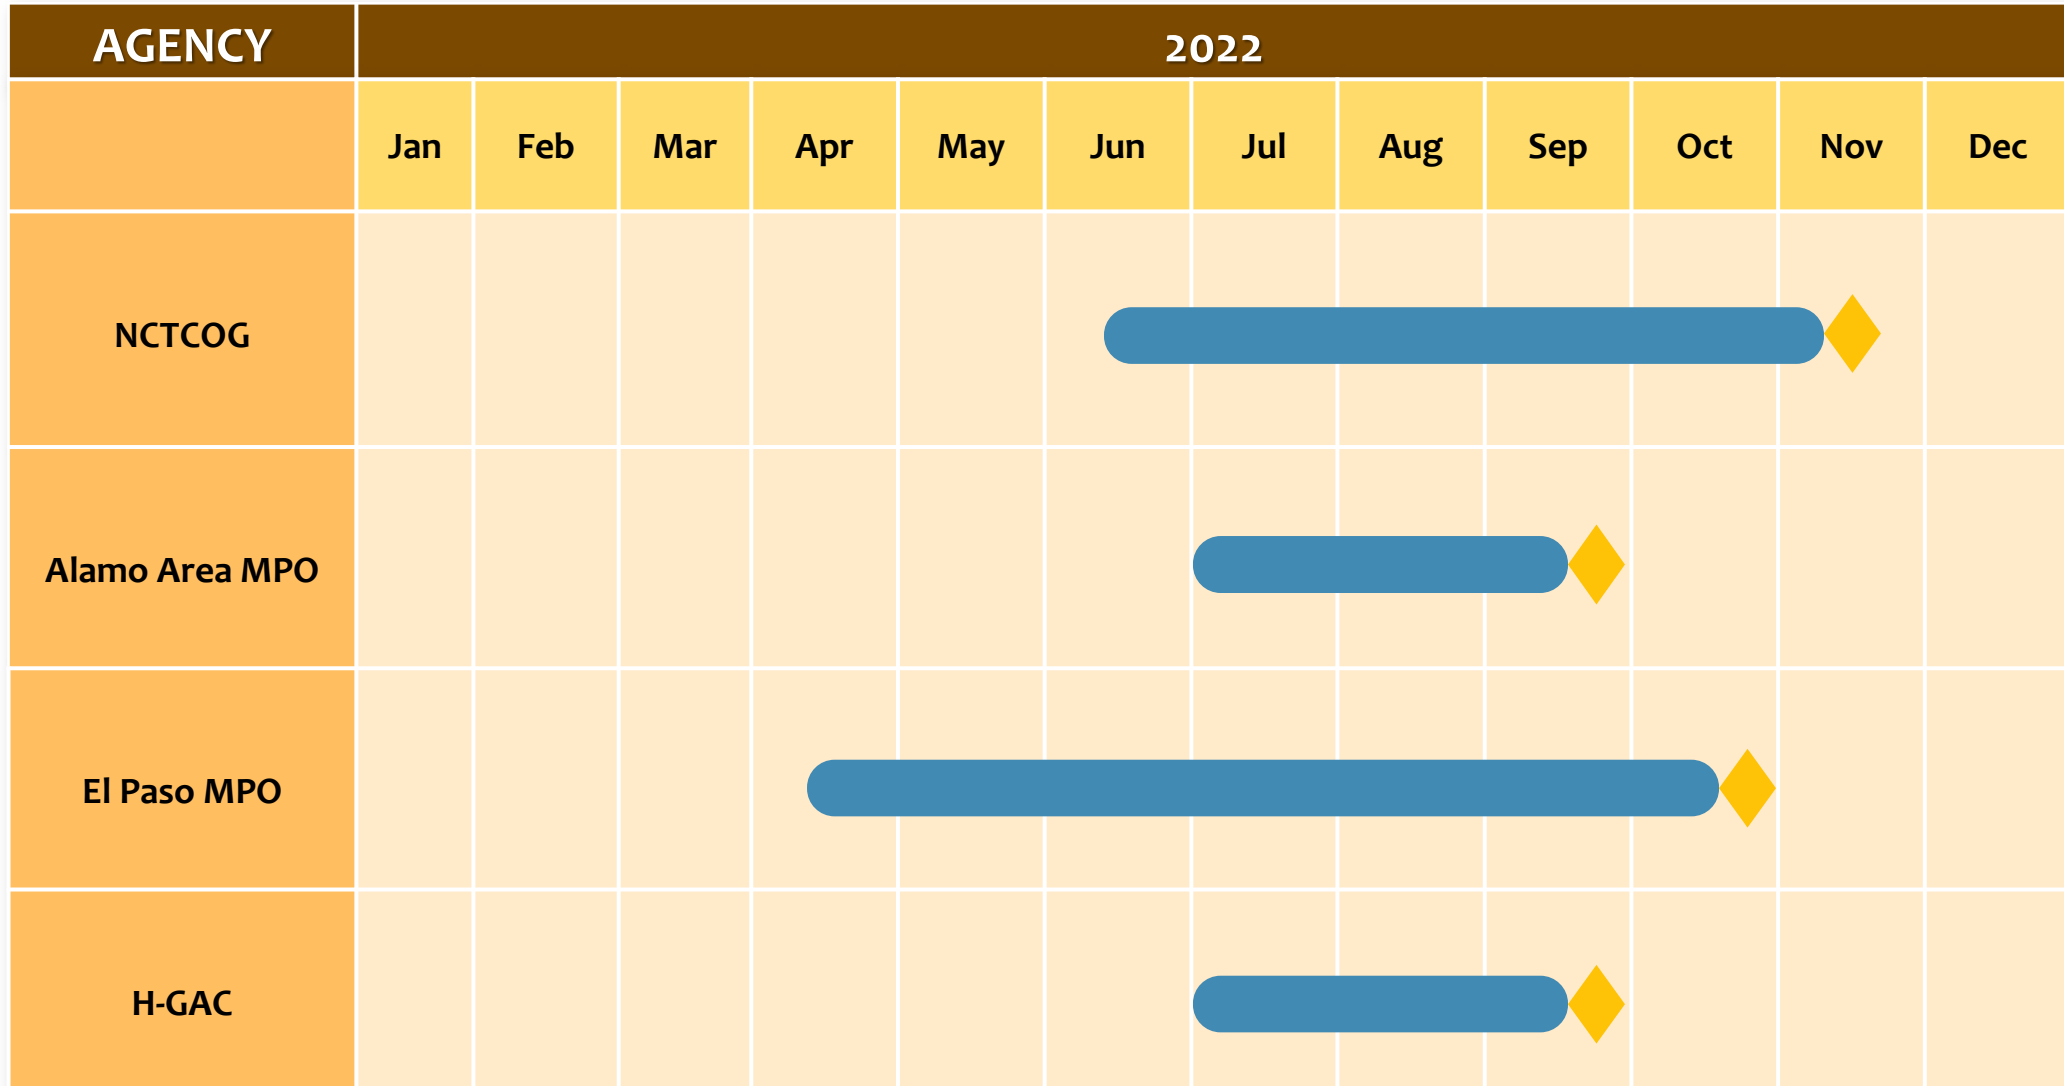 AGENCY 2022
Jan Feb Mar Apr May Jun Jul Aug Sep Oct Nov Dec
NCTCOG
Alamo Area MPO
El Paso MPO
H-GAC